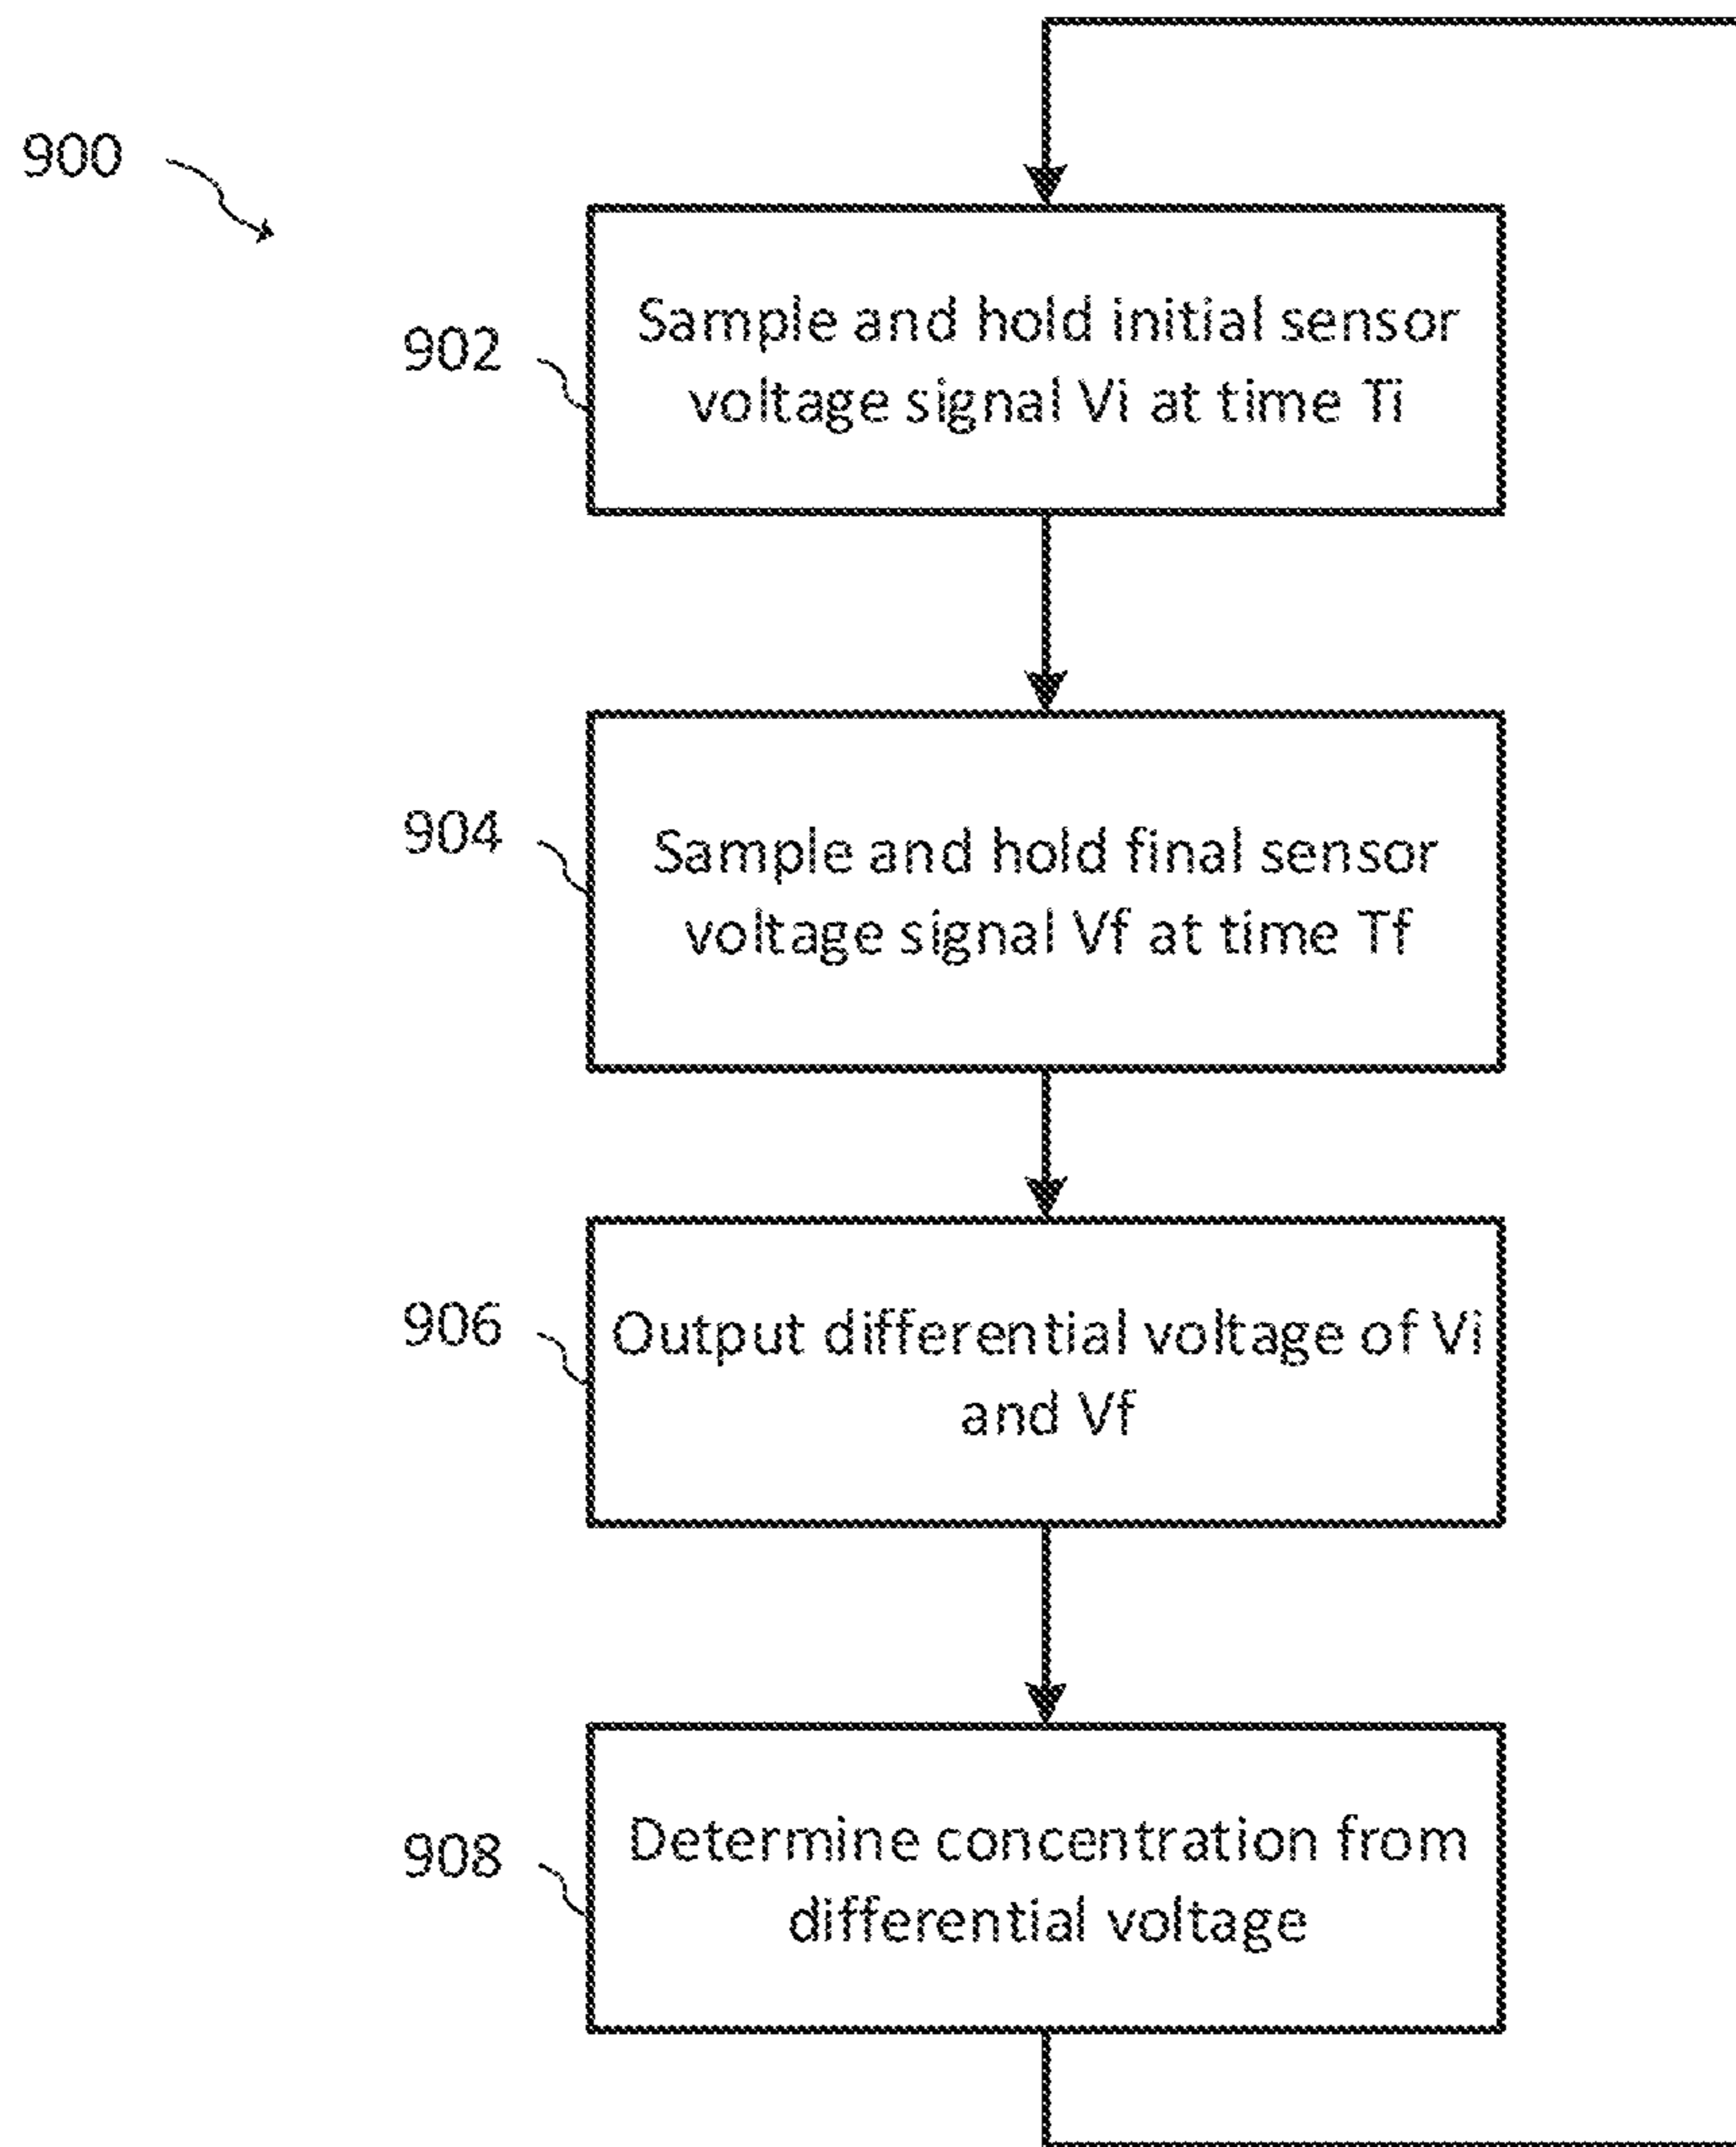 900
902
Sample and hold initial sensor
voltage signal Vi at time Ti
904
Sample and hold final sensor
voltage signal Vf at time Tf
906
Output differential voltage of Vi
and Vf
908
Determine concentration from
differential voltage